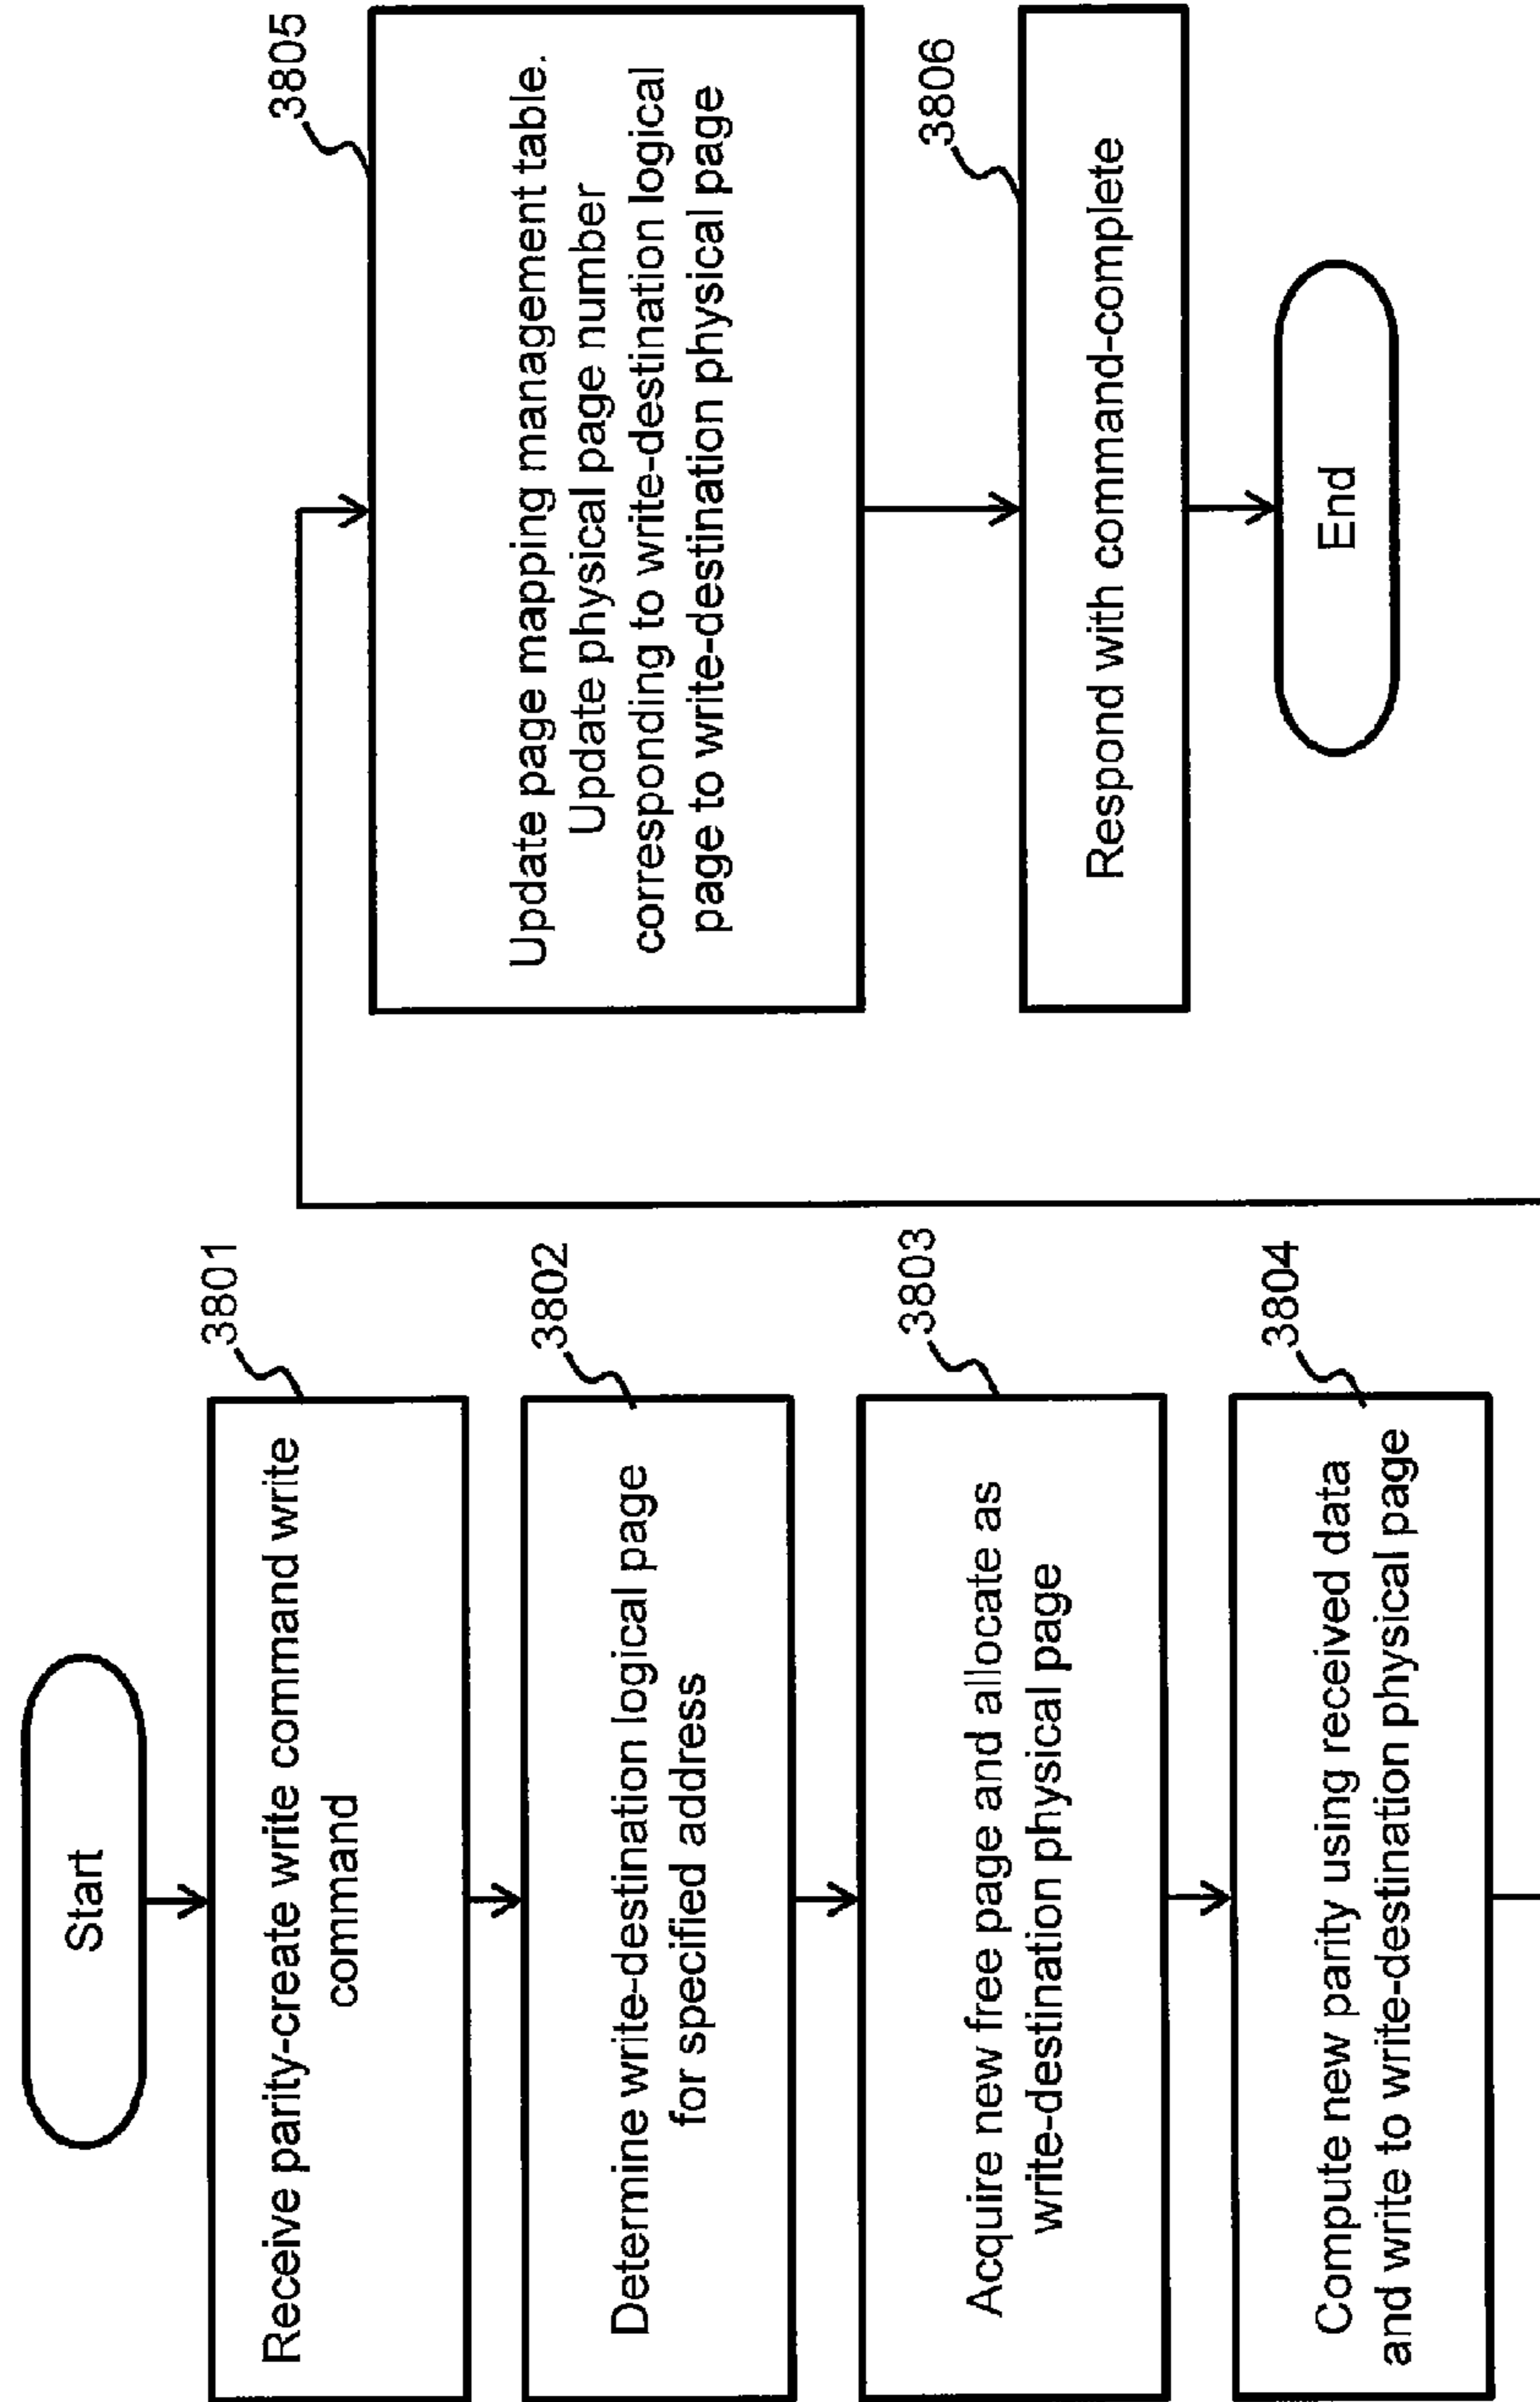 Start
3801
Receive parity-create write command write
command
3802
Determine write-destination logical page
for specified address
3803
Acquire new free page and allocate as
write-destination physical page
3804
Compute new parity using received data
and write to write-destination physical page
3805
Update page mapping management table.
Update physical page number
corresponding to write-destination logical
page to write-destination physical page
3806
Respond with command-complete
End